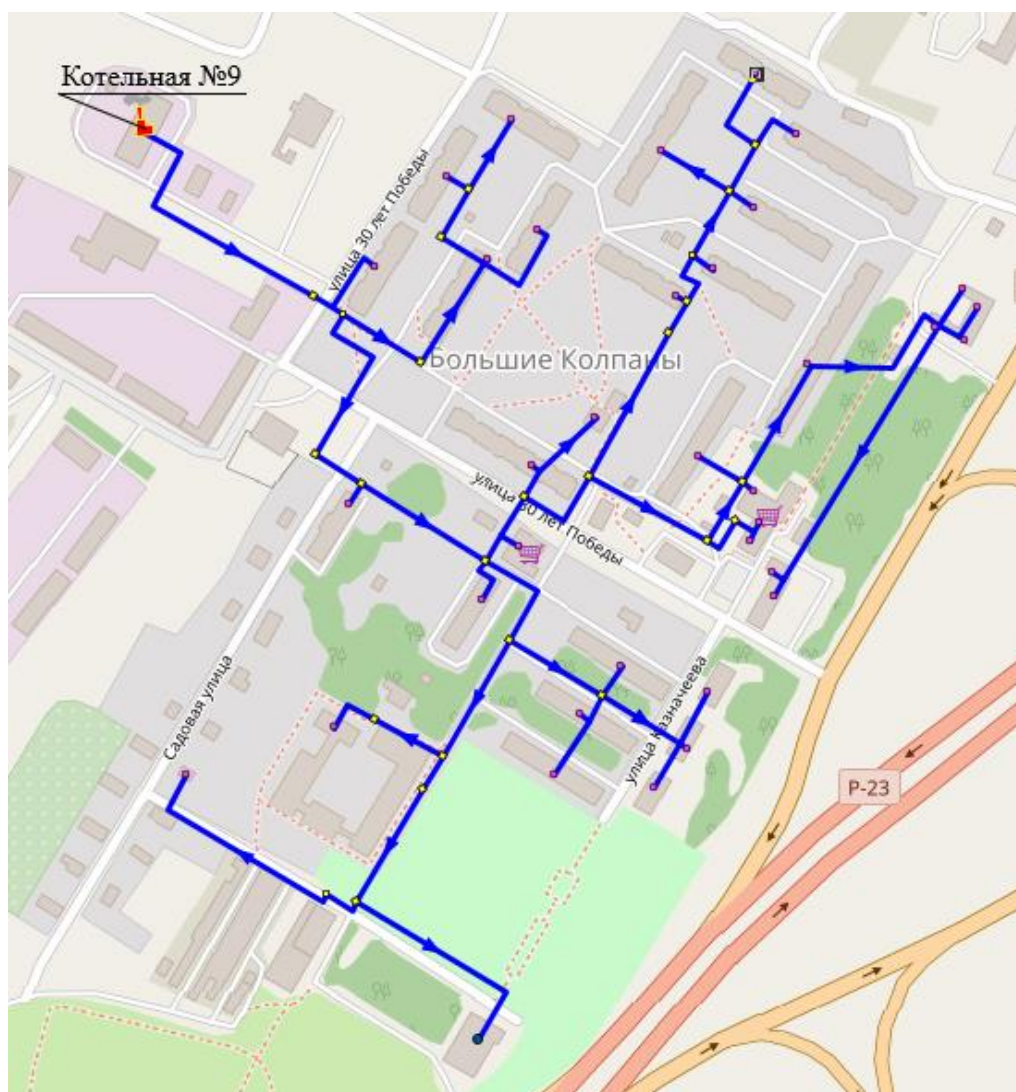 Котельная №9
улица 30 лет Победы
Большие Колпаны
улица 30 лет Победы
Садовая улица
улица Казначеева
Р-23